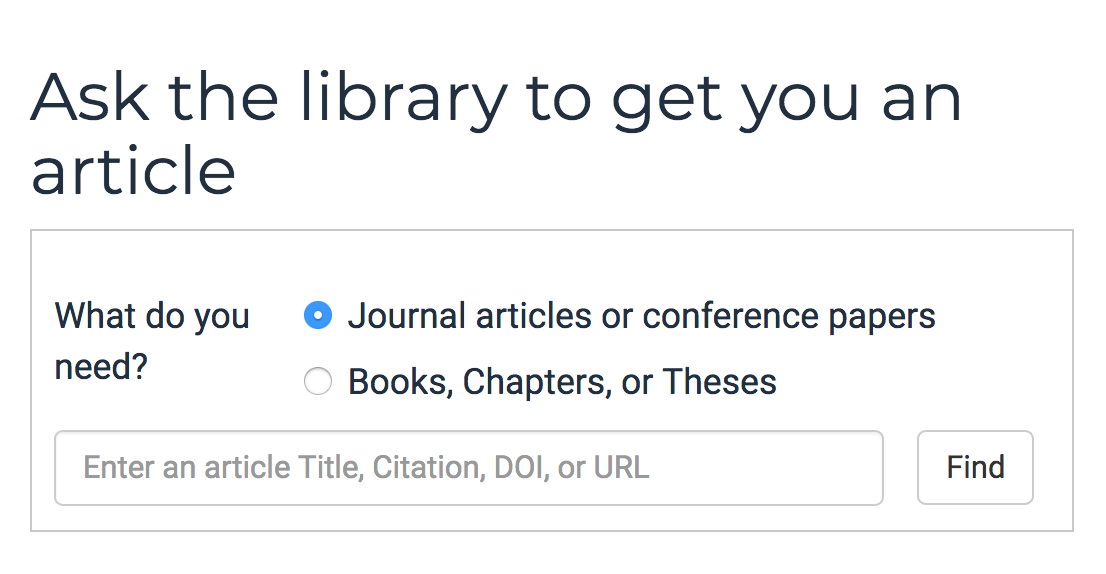 Ask the library to get you an
article
What do you
need?
Journal articles or conference papers
Books, Chapters, or Theses
Enter an article Title, Citation, DOI, or URL
Find